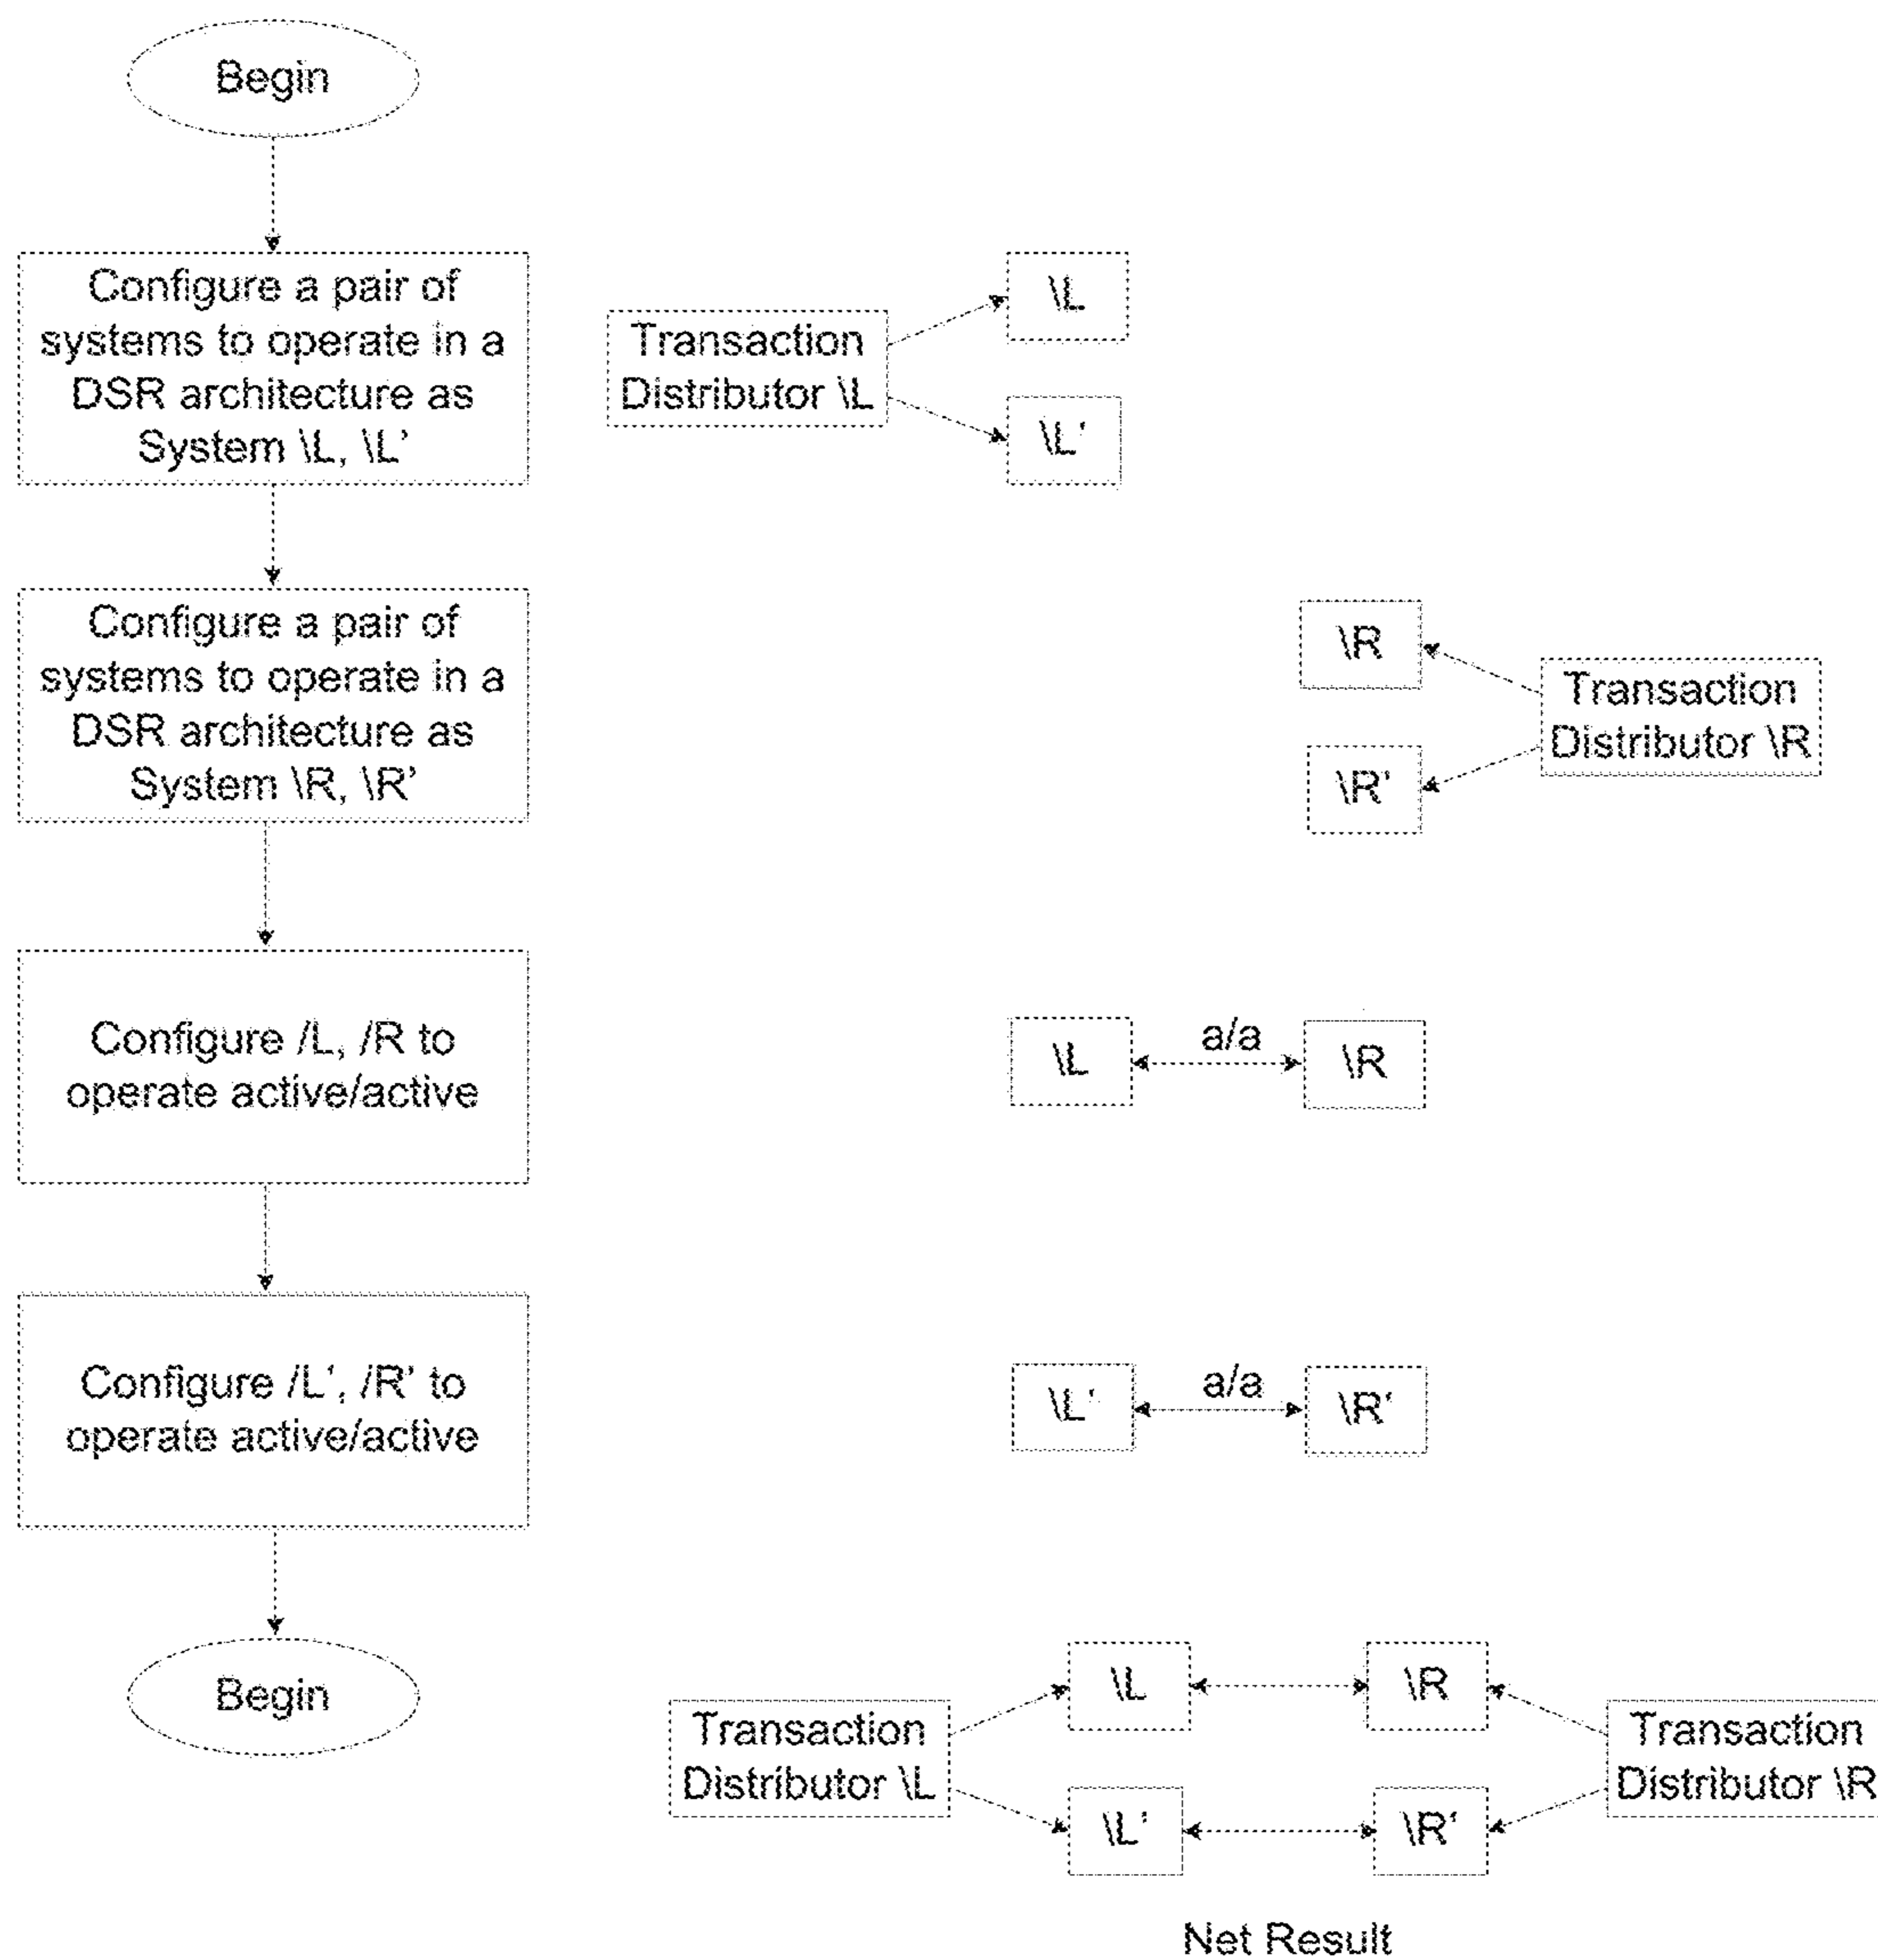 Begin
Configure a pair of
systems to operate in a
DSR architecture as
System \L, \L’
Transaction
Distributor \L
\L
\L'
Configure a pair of
systems to operate in a
DSR architecture as
System \R, \R’
\R
\R’
Transaction
Distributor \R
Configure /L, /R to
operate active/active
\L
a/a
\R
Configure /L‘, /R’ to
operate active/active
\L‘
a/a
\R‘
Begin
Transaction
Distributor \L
\L
\R
\L’
\R‘
Transaction
Distributor \R
Net Result